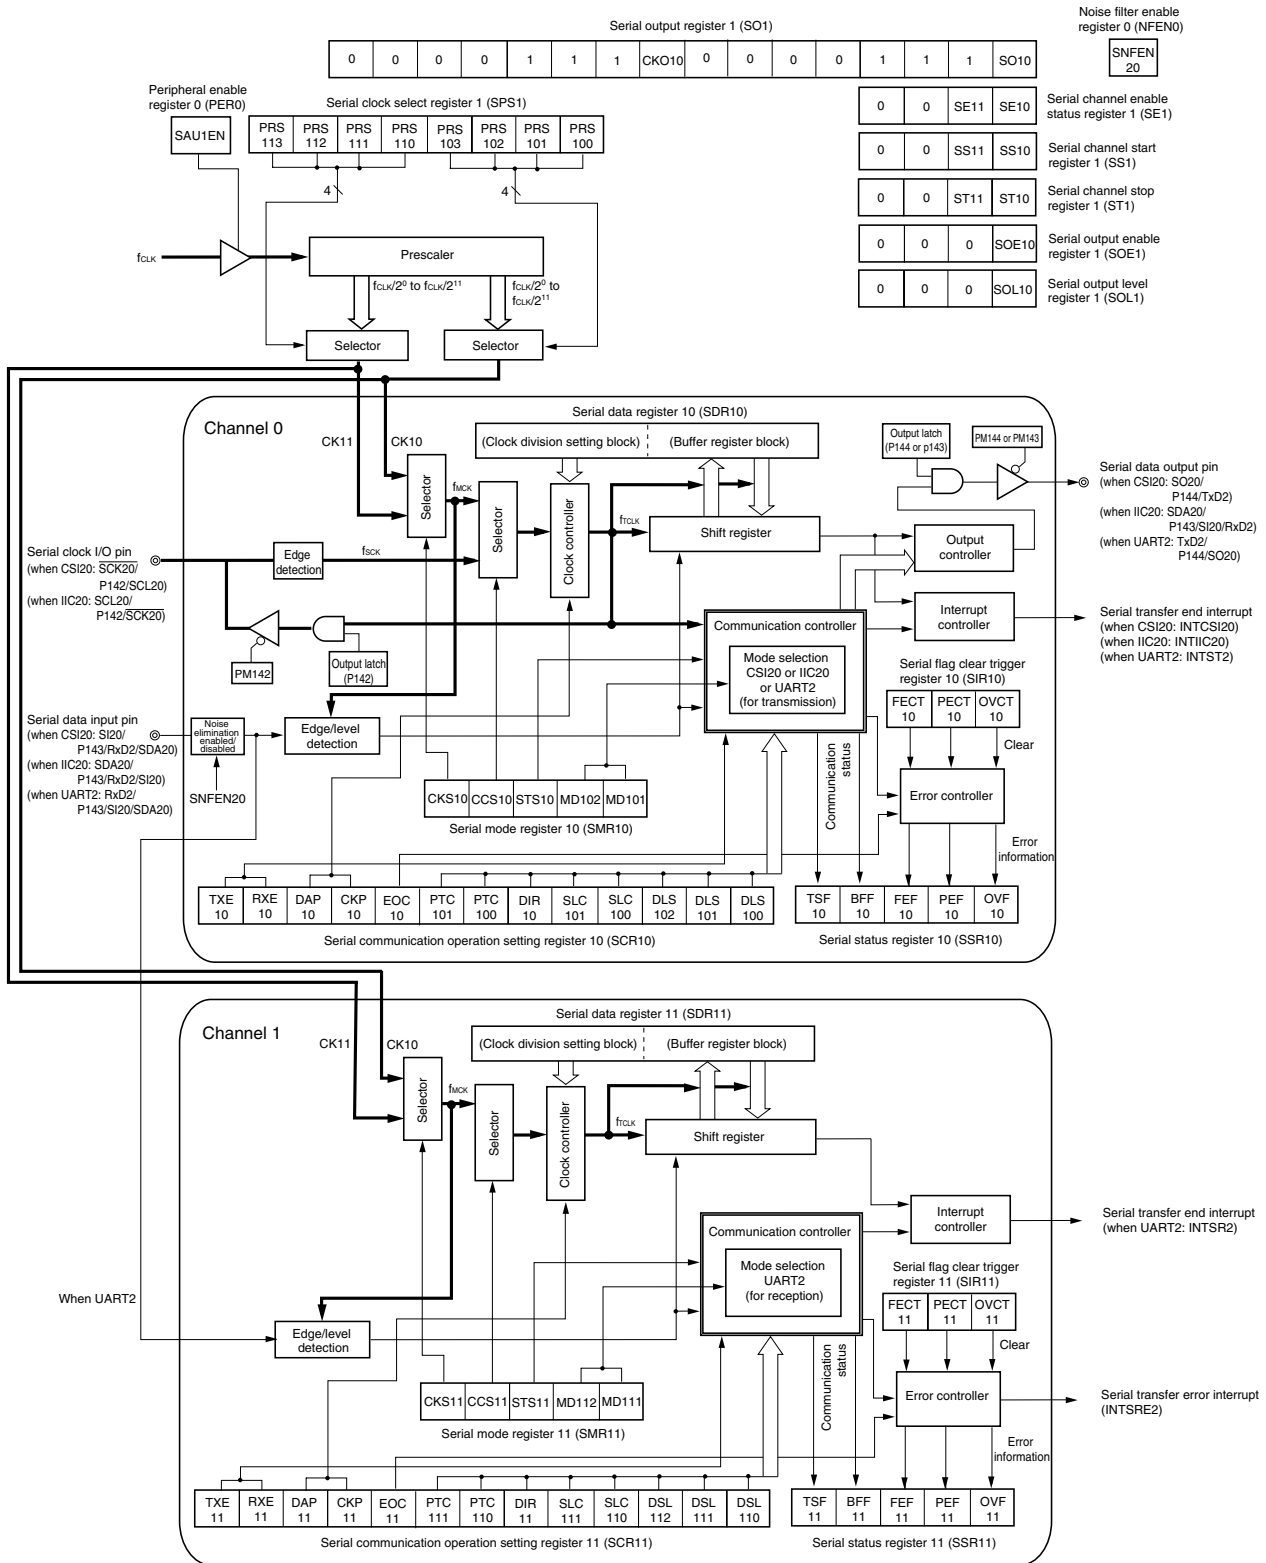 Noise filter enable
register 0 (NFEN0)
SNFEN
20
Serial output register 1 (SO1)
0 0 0 0 1 1 1 CKO10 0 0 0 0 1 1 1 SO10
Peripheral enable
register 0 (PER0)
SAU1EN
Serial clock select register 1 (SPS1)
PRS
113
PRS
112
PRS
111
PRS
110
PRS
103
PRS
102
PRS
101
PRS
100
4
4
0 0 SE11 SE10
Serial channel enable
status register 1 (SE1)
0 0 SS11 SS10
Serial channel start
register 1 (SS1)
0 0 ST11 ST10
Serial channel stop
register 1 (ST1)
0 0 0 SOE10
Serial output enable
register 1 (SOE1)
0 0 0 SOL10
Serial output level
register 1 (SOL1)
fCLK
Prescaler
fCLK/2⁰ to fCLK/2¹¹
fCLK/2⁰ to
fCLK/2¹¹
Selector
Selector
Channel 0
CK11
CK10
Serial data register 10 (SDR10)
(Clock division setting block)
(Buffer register block)
Selector
fMCK
Selector
Clock controller
fTCLK
Shift register
Output latch
(P144 or p143)
PM144 or PM143
Serial data output pin
(when CSI20: SO20/
P144/TxD2)
(when IIC20: SDA20/
P143/SI20/RxD2)
(when UART2: TxD2/
P144/SO20)
Output
controller
Serial clock I/O pin
(when CSI20: SCK20/
P142/SCL20)
(when IIC20: SCL20/
P142/SCK20)
Edge
detection
fSCK
PM142
Output latch
(P142)
Communication controller
Mode selection
CSI20 or IIC20
or UART2
(for transmission)
Interrupt
controller
Serial transfer end interrupt
(when CSI20: INTCSI20)
(when IIC20: INTIIC20)
(when UART2: INTST2)
Serial flag clear trigger
register 10 (SIR10)
FECT
10
PECT
10
OVCT
10
Clear
Serial data input pin
(when CSI20: SI20/
P143/RxD2/SDA20)
(when IIC20: SDA20/
P143/RxD2/SI20)
(when UART2: RxD2/
P143/SI20/SDA20)
Noise
elimination
enabled/
disabled
SNFEN20
Edge/level
detection
CKS10 CCS10 STS10 MD102 MD101
Serial mode register 10 (SMR10)
Communication
status
Error controller
Error
information
TXE
10
RXE
10
DAP
10
CKP
10
EOC
10
PTC
101
PTC
100
DIR
10
SLC
101
SLC
100
DLS
102
DLS
101
DLS
100
Serial communication operation setting register 10 (SCR10)
TSF
10
BFF
10
FEF
10
PEF
10
OVF
10
Serial status register 10 (SSR10)
Channel 1
CK11
CK10
Serial data register 11 (SDR11)
(Clock division setting block)
(Buffer register block)
Selector
fMCK
Selector
Clock controller
fTCLK
Shift register
Communication controller
Mode selection
UART2
(for reception)
Interrupt
controller
Serial transfer end interrupt
(when UART2: INTSR2)
Serial flag clear trigger
register 11 (SIR11)
FECT
11
PECT
11
OVCT
11
Clear
When UART2
Edge/level
detection
CKS11 CCS11 STS11 MD112 MD111
Serial mode register 11 (SMR11)
Communication
status
Error controller
Serial transfer error interrupt
(INTSRE2)
Error
information
TXE
11
RXE
11
DAP
11
CKP
11
EOC
11
PTC
111
PTC
110
DIR
11
SLC
111
SLC
110
DSL
112
DSL
111
DSL
110
Serial communication operation setting register 11 (SCR11)
TSF
11
BFF
11
FEF
11
PEF
11
OVF
11
Serial status register 11 (SSR11)